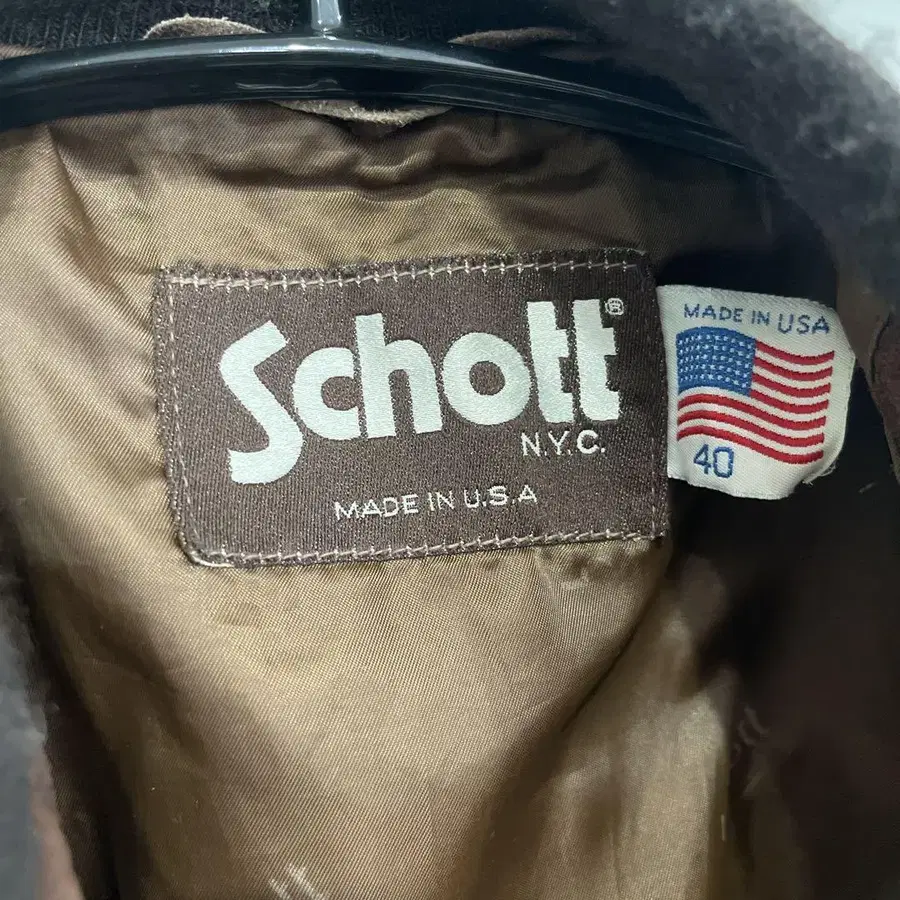 Schott®
N.Y.C.
MADE IN U.S.A
MADE IN USA
40